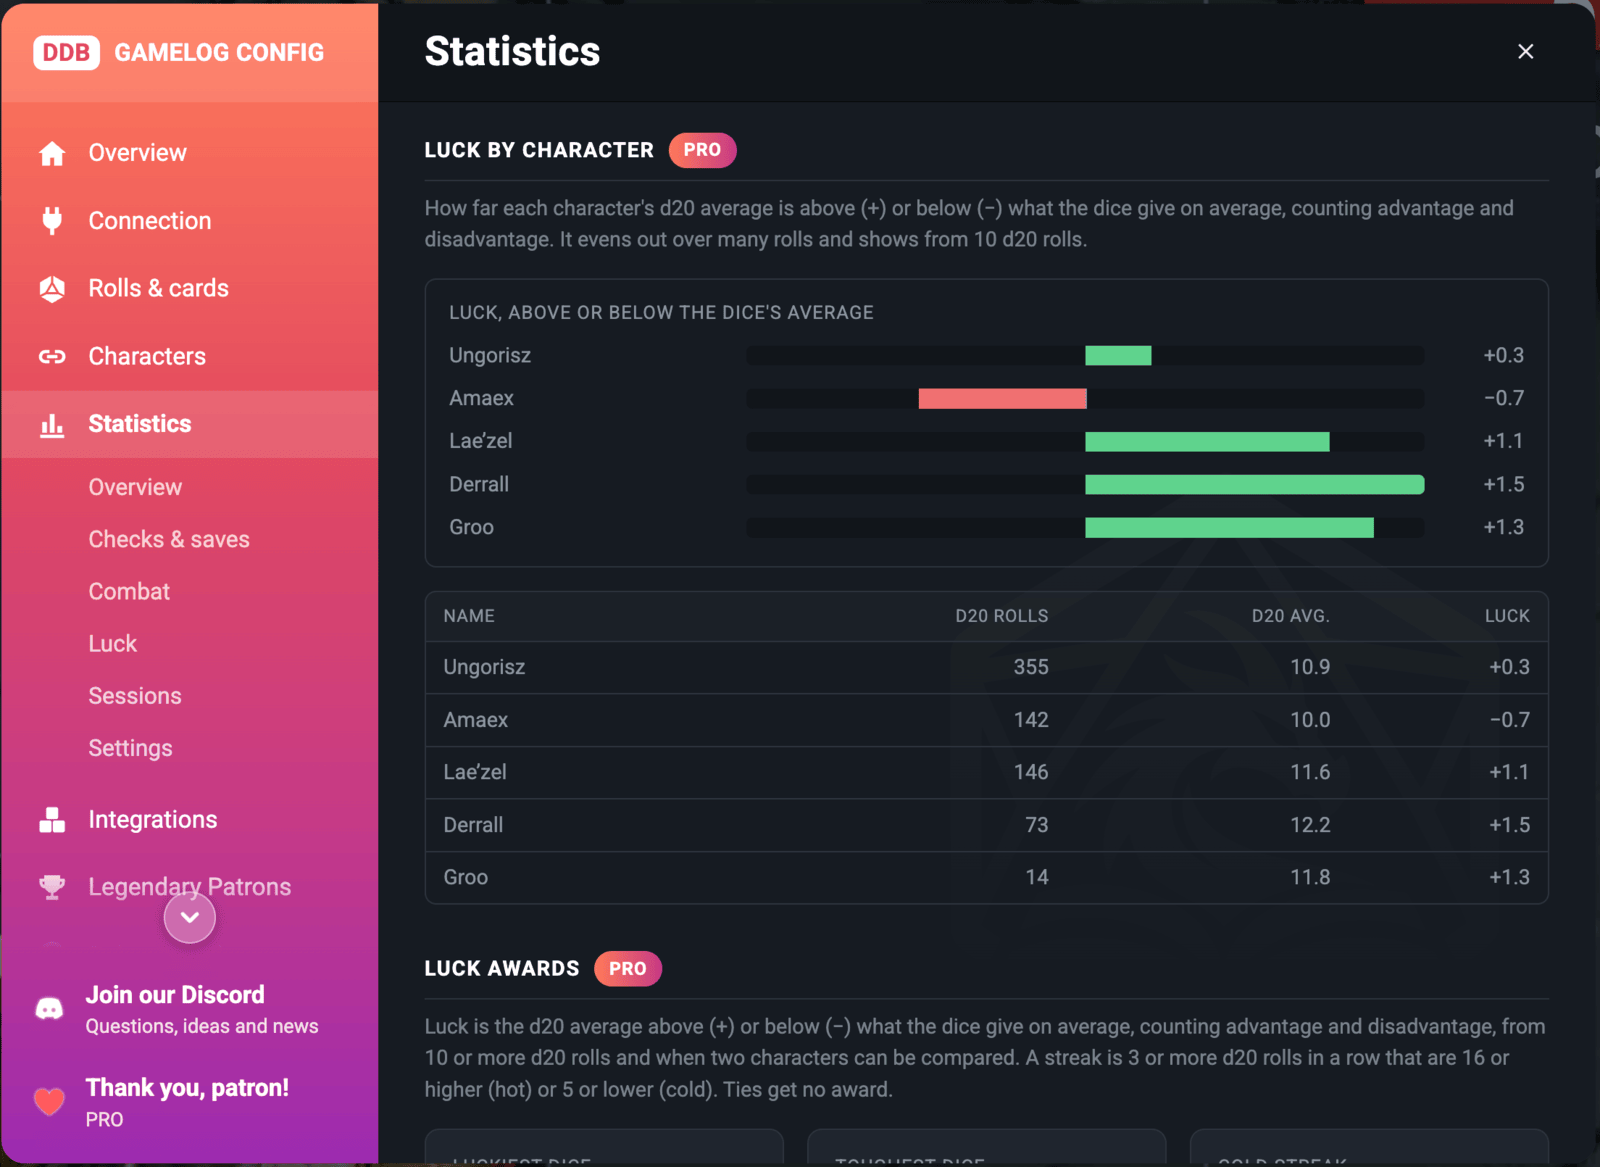 DDB GAMELOG CONFIG
Overview
Connection
Rolls & cards
Characters
Statistics
Overview
Checks & saves
Combat
Luck
Sessions
Settings
Integrations
Legendary Patrons
Join our Discord
Questions, ideas and news
Thank you, patron!
PRO
Statistics
LUCK BY CHARACTER PRO
How far each character's d20 average is above (+) or below (−) what the dice give on average, counting advantage and
disadvantage. It evens out over many rolls and shows from 10 d20 rolls.
LUCK, ABOVE OR BELOW THE DICE'S AVERAGE
Ungorisz +0.3
Amaex −0.7
Lae’zel +1.1
Derrall +1.5
Groo +1.3
NAME D20 ROLLS D20 AVG. LUCK
Ungorisz 355 10.9 +0.3
Amaex 142 10.0 −0.7
Lae’zel 146 11.6 +1.1
Derrall 73 12.2 +1.5
Groo 14 11.8 +1.3
LUCK AWARDS PRO
Luck is the d20 average above (+) or below (−) what the dice give on average, counting advantage and disadvantage, from
10 or more d20 rolls and when two characters can be compared. A streak is 3 or more d20 rolls in a row that are 16 or
higher (hot) or 5 or lower (cold). Ties get no award.
LUCKIEST DICE TOUGHEST DICE COLD STREAK